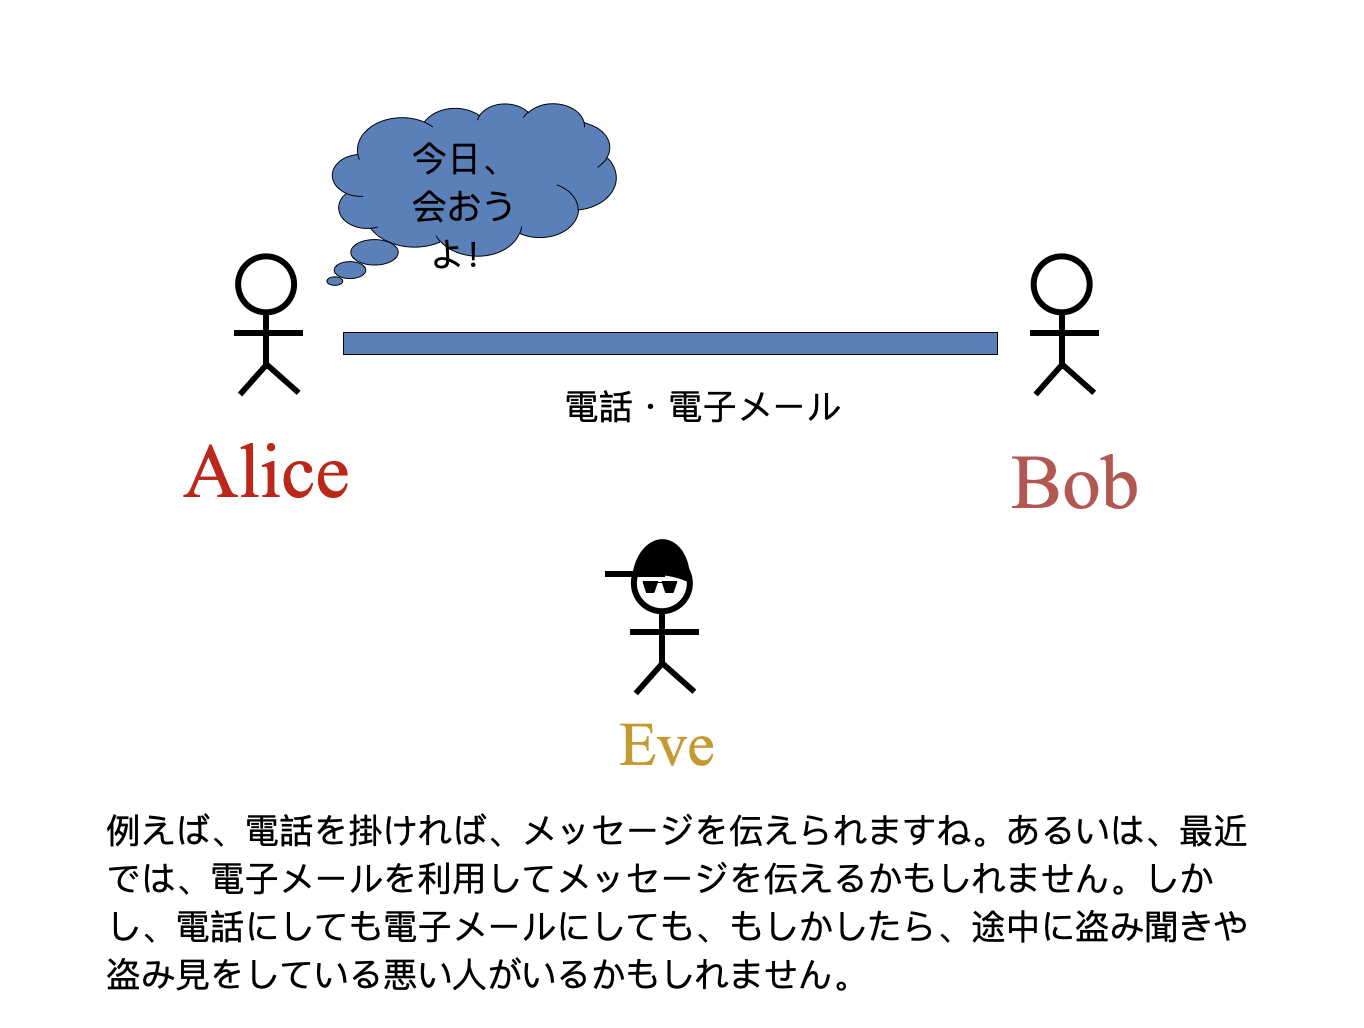 今日、
会おう
よ!
電話・電子メール
Alice
Bob
Eve
例えば、電話を掛ければ、メッセージを伝えられますね。あるいは、最近
では、電子メールを利用してメッセージを伝えるかもしれません。しか
し、電話にしても電子メールにしても、もしかしたら、途中に盗み聞きや
盗み見をしている悪い人がいるかもしれません。